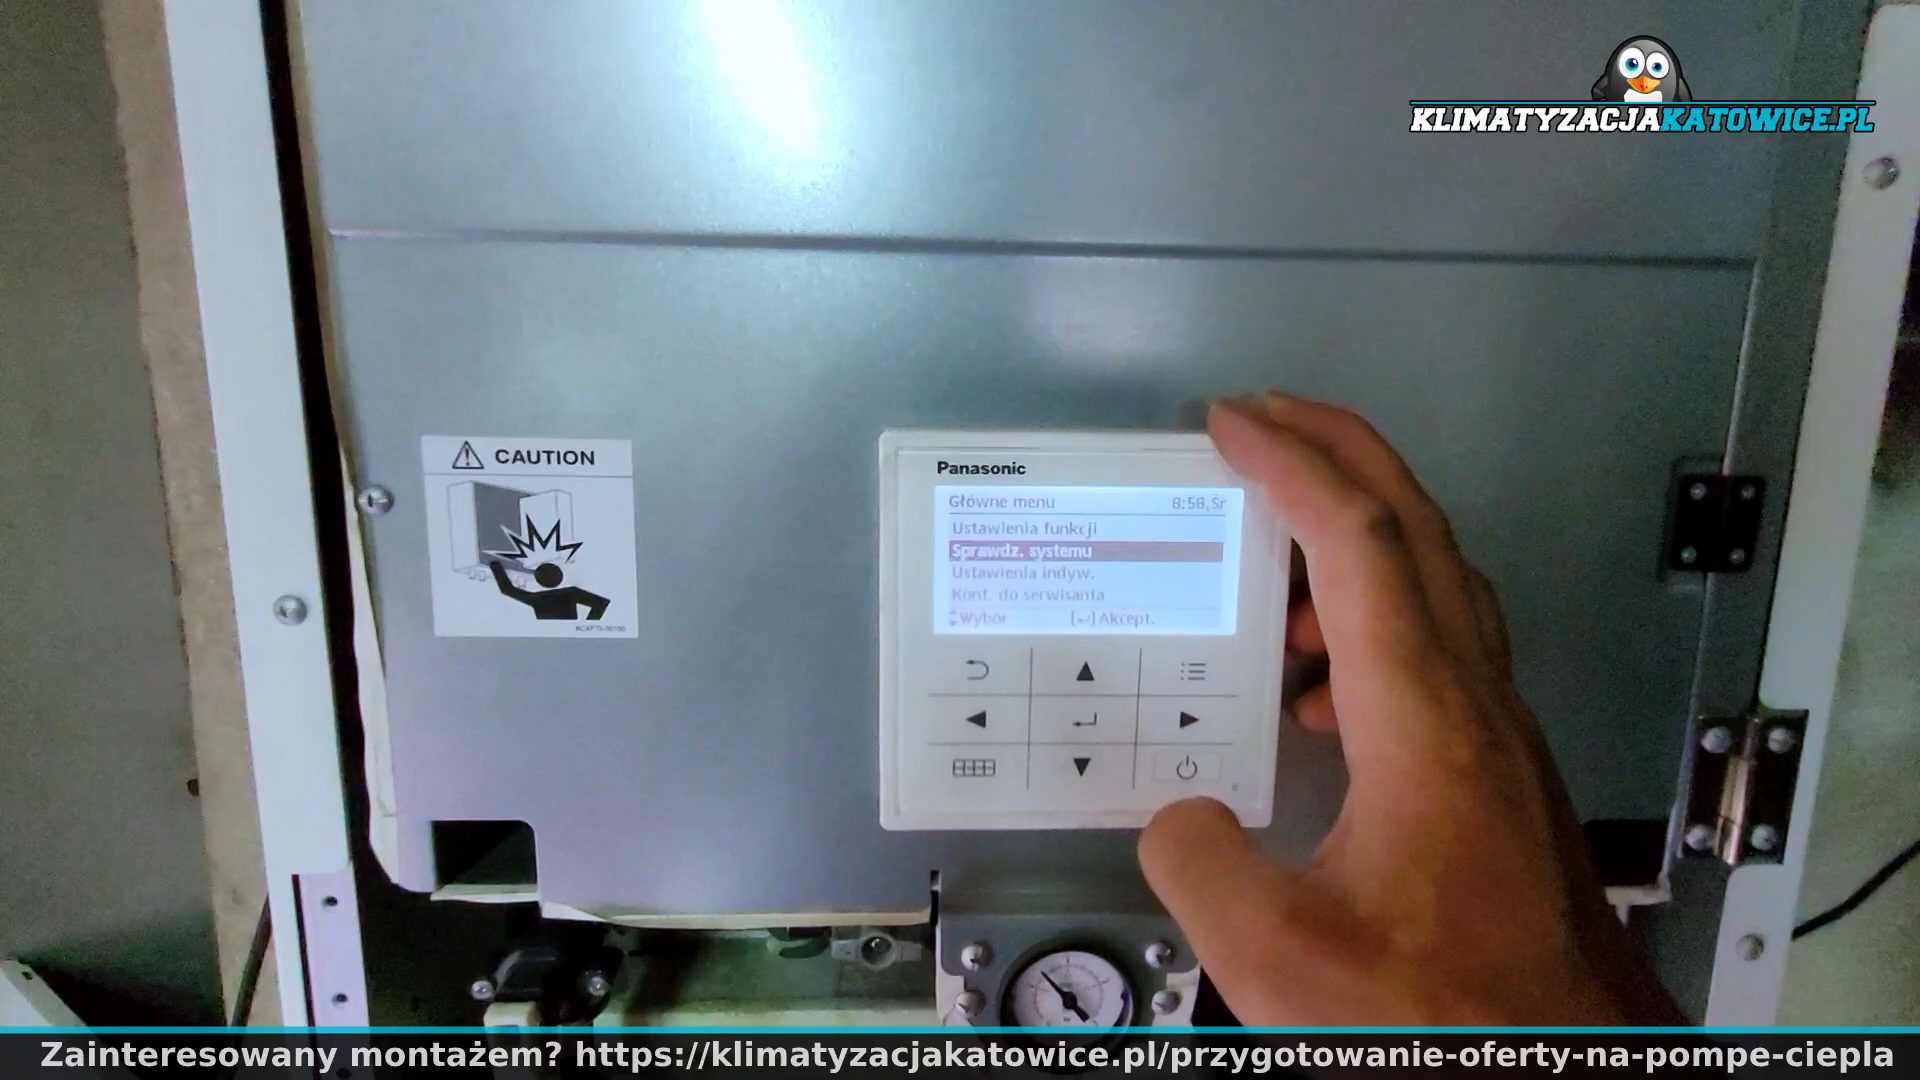 KLIMATYZACJAKATOWICE.PL
CAUTION
Panasonic
Główne menu 8:58,Śr
Ustawienia funkcji
Sprawdz. systemu
Ustawienia indyw.
Kont. do serwisanta
Wybór [↵] Akcept.
Zainteresowany montażem? https://klimatyzacjakatowice.pl/przygotowanie-oferty-na-pompe-ciepla